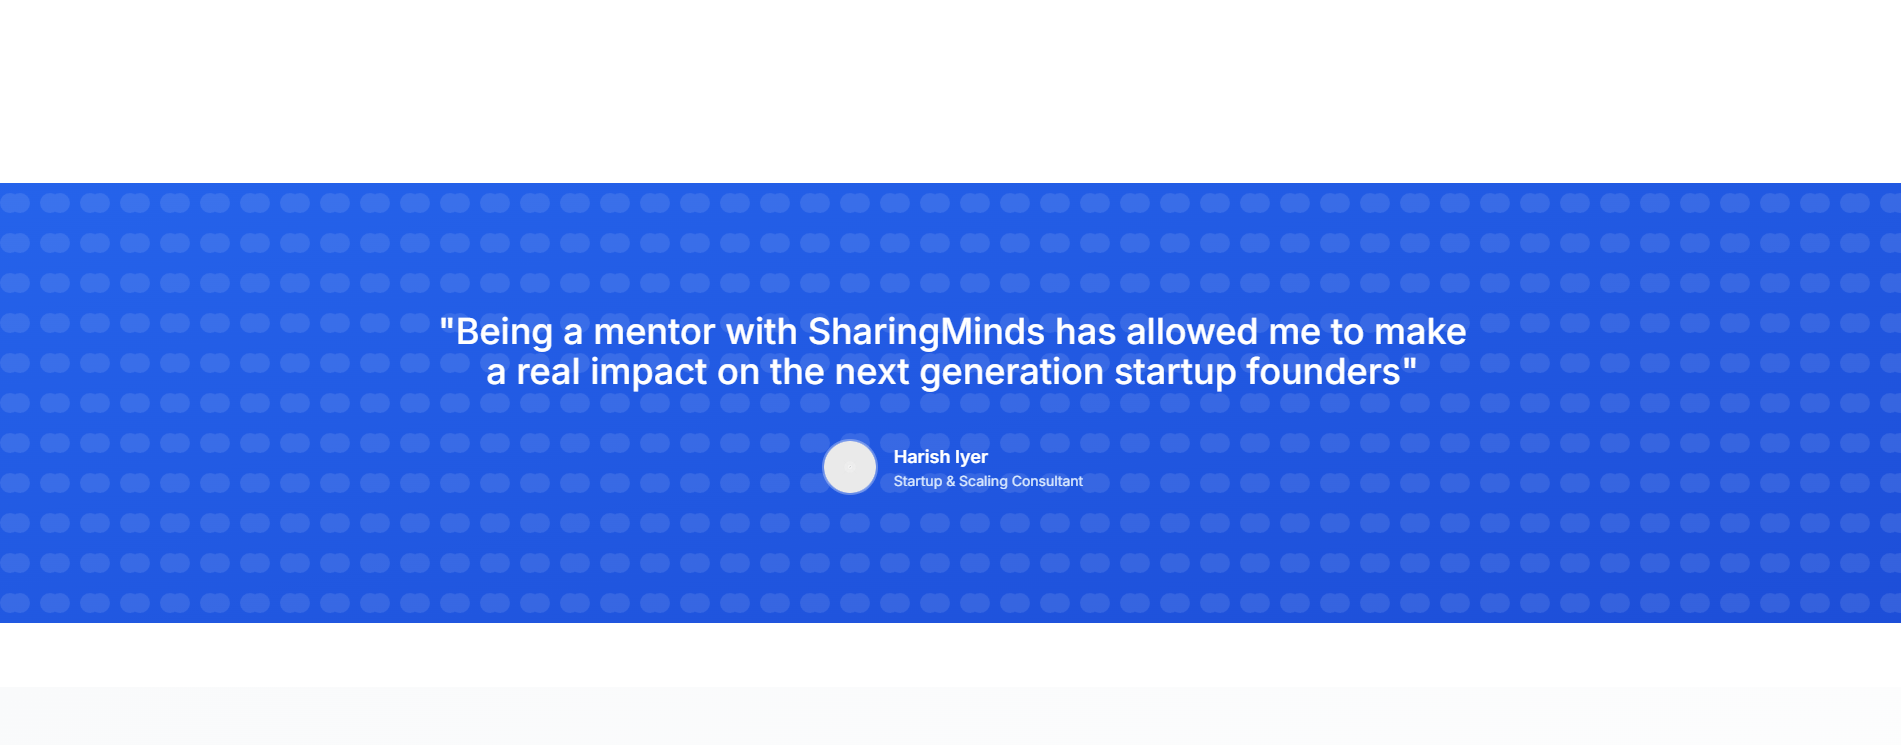 "Being a mentor with SharingMinds has allowed me to make
a real impact on the next generation startup founders"
Harish Iyer
Startup & Scaling Consultant